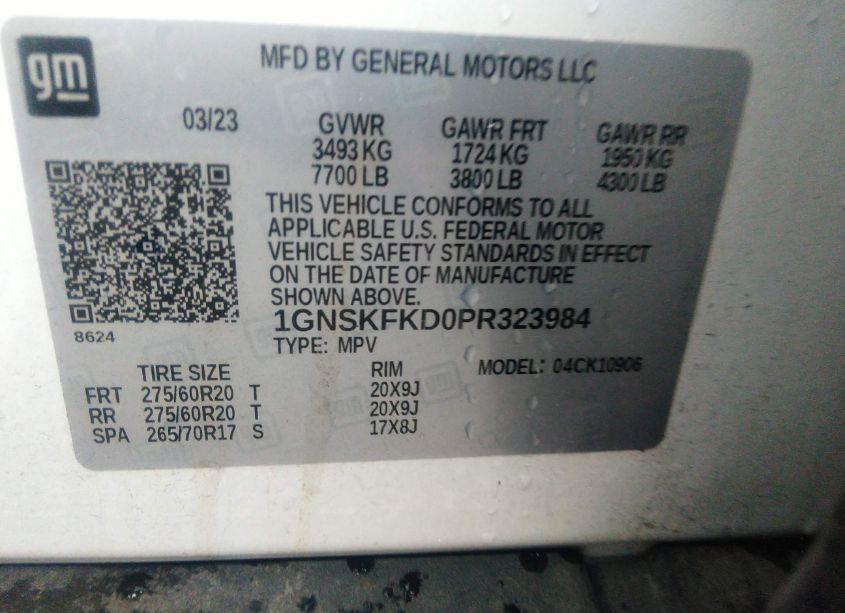 gm
MFD BY GENERAL MOTORS LLC
03/23
GVWR GAWR FRT GAWR RR
3493 KG 1724 KG 1950 KG
7700 LB 3800 LB 4300 LB
THIS VEHICLE CONFORMS TO ALL
APPLICABLE U.S. FEDERAL MOTOR
VEHICLE SAFETY STANDARDS IN EFFECT
ON THE DATE OF MANUFACTURE
SHOWN ABOVE.
1GNSKFKD0PR323984
8624
TYPE: MPV
TIRE SIZE RIM MODEL: 04CK10906
FRT 275/60R20 T 20X9J
RR 275/60R20 T 20X9J
SPA 265/70R17 S 17X8J